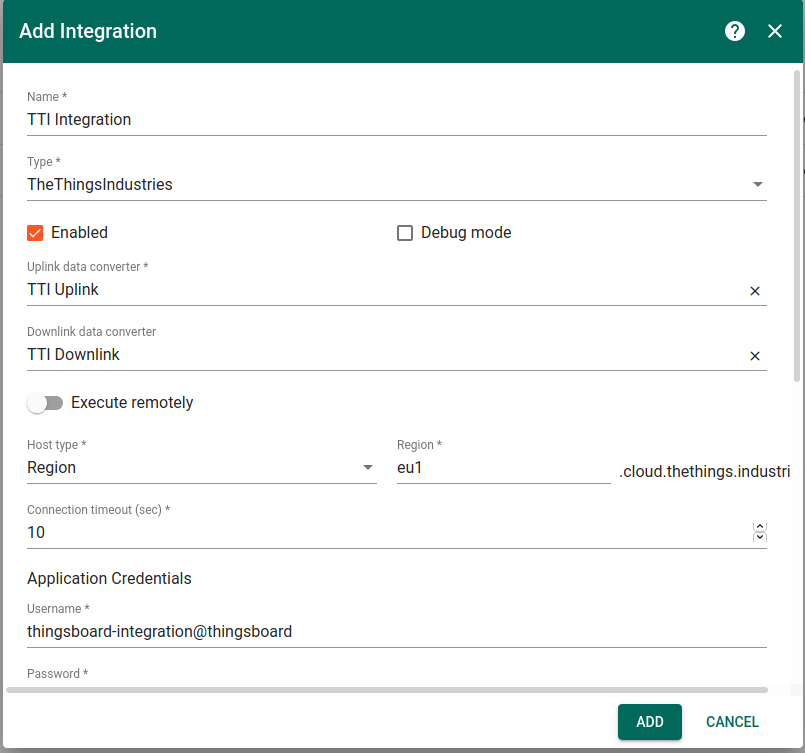 Add Integration
Name *
TTI Integration
Type *
TheThingsIndustries
Enabled
Debug mode
Uplink data converter *
TTI Uplink
Downlink data converter
TTI Downlink
Execute remotely
Host type *
Region *
Region
eu1
.cloud.thethings.industri
Connection timeout (sec) *
10
Application Credentials
Username *
thingsboard-integration@thingsboard
Password *
ADD
CANCEL